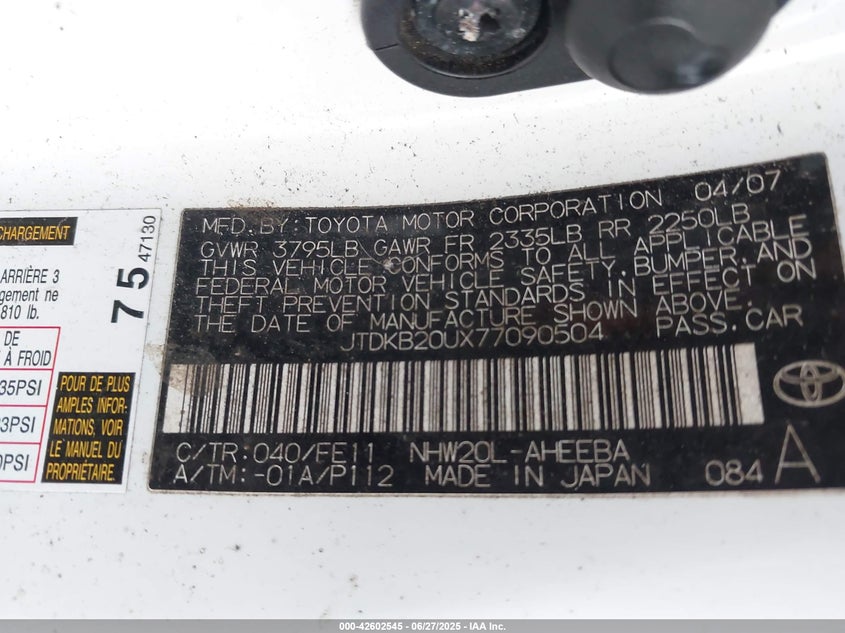 CHARGEMENT
ARRIÈRE 3
gement ne
810 lb.
DE
À FROID
35PSI
3PSI
0PSI
75 47130
POUR DE PLUS
AMPLES INFOR-
MATIONS, VOIR
LE MANUEL DU
PROPRIÉTAIRE
MFD. BY: TOYOTA MOTOR CORPORATION 04/07
GVWR 3795LB GAWR FR 2335LB RR 2250LB
THIS VEHICLE CONFORMS TO ALL APPLICABLE
FEDERAL MOTOR VEHICLE SAFETY, BUMPER, AND
THEFT PREVENTION STANDARDS IN EFFECT ON
THE DATE OF MANUFACTURE SHOWN ABOVE.
JTDKB20UX77090504 PASS. CAR
C/TR: 040/FE11 NHW20L-AHEEBA
A/TM: -01A/P112 MADE IN JAPAN 084 A
000-42602545 - 06/27/2025 - IAA Inc.